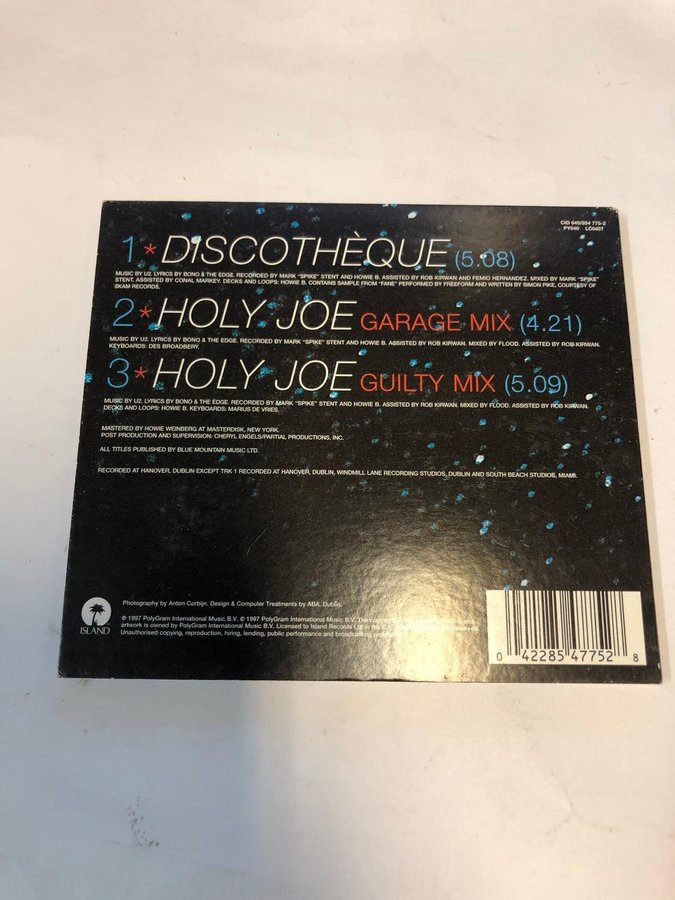 CID 649/854 775-2
PY940 LC0407
1*DISCOTHÈQUE (5.08)
MUSIC BY U2. LYRICS BY BONO & THE EDGE. RECORDED BY MARK "SPIKE" STENT AND HOWIE B. ASSISTED BY ROB KIRWAN AND FEMIO HERNANDEZ. MIXED BY MARK "SPIKE"
STENT. ASSISTED BY CONAL MARKEY. DECKS AND LOOPS: HOWIE B. CONTAINS SAMPLE FROM "FANE" PERFORMED BY FREEFORM AND WRITTEN BY SIMON PIKE, COURTESY OF
SKAM RECORDS.
2*HOLY JOE GARAGE MIX (4.21)
MUSIC BY U2. LYRICS BY BONO & THE EDGE. RECORDED BY MARK "SPIKE" STENT AND HOWIE B. ASSISTED BY ROB KIRWAN. MIXED BY FLOOD. ASSISTED BY ROB KIRWAN.
KEYBOARDS: DES BROADBERY.
3*HOLY JOE GUILTY MIX (5.09)
MUSIC BY U2. LYRICS BY BONO & THE EDGE. RECORDED BY MARK "SPIKE" STENT AND HOWIE B. ASSISTED BY ROB KIRWAN. MIXED BY FLOOD. ASSISTED BY ROB KIRWAN.
DECKS AND LOOPS: HOWIE B. KEYBOARDS: MARIUS DE VRIES.
MASTERED BY HOWIE WEINBERG AT MASTERDISK, NEW YORK.
POST PRODUCTION AND SUPERVISION: CHERYL ENGELS/PARTIAL PRODUCTIONS, INC.
ALL TITLES PUBLISHED BY BLUE MOUNTAIN MUSIC LTD.
RECORDED AT HANOVER, DUBLIN EXCEPT TRK 1 RECORDED AT HANOVER, DUBLIN, WINDMILL LANE RECORDING STUDIOS, DUBLIN AND SOUTH BEACH STUDIOS, MIAMI.
Photography by Anton Corbijn. Design & Computer Treatments by ABA, Dublin.
℗ 1997 PolyGram International Music B.V. © 1997 PolyGram International Music B.V. The copyright
artwork is owned by PolyGram International Music B.V. Licensed to Island Records Ltd in the U.K.
Unauthorised copying, reproduction, hiring, lending, public performance and broadcasting prohibited.
ISLAND
0 42285 47752 8